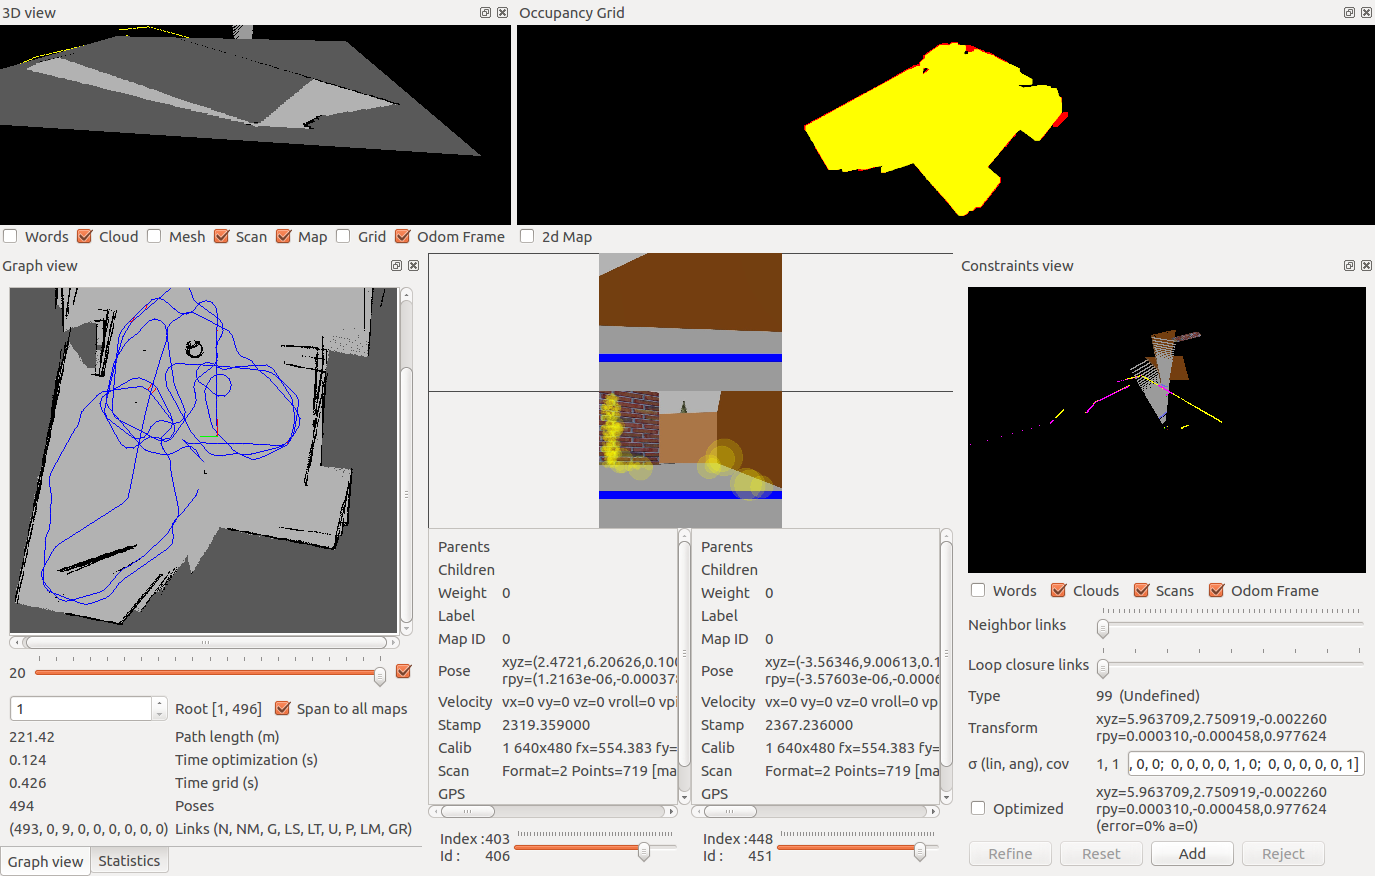 3D view
Occupancy Grid
Words Cloud Mesh Scan Map Grid Odom Frame 2d Map
Graph view
Constraints view
20
1
Root [1, 496] Span to all maps
221.42 Path length (m)
0.124 Time optimization (s)
0.426 Time grid (s)
494 Poses
(493, 0, 9, 0, 0, 0, 0, 0, 0) Links (N, NM, G, LS, LT, U, P, LM, GR)
Graph view Statistics
Parents
Children
Weight 0
Label
Map ID 0
Pose xyz=(2.4721,6.20626,0.100
rpy=(1.2163e-06,-0.000378
Velocity vx=0 vy=0 vz=0 vroll=0 vpi
Stamp 2319.359000
Calib 1 640x480 fx=554.383 fy=
Scan Format=2 Points=719 [ma
GPS
Index :403
Id : 406
Parents
Children
Weight 0
Label
Map ID 0
Pose xyz=(-3.56346,9.00613,0.1
rpy=(-3.57603e-06,-0.0006
Velocity vx=0 vy=0 vz=0 vroll=0 vp
Stamp 2367.236000
Calib 1 640x480 fx=554.383 fy=
Scan Format=2 Points=719 [ma
GPS
Index :448
Id : 451
Words Clouds Scans Odom Frame
Neighbor links
Loop closure links
Type 99 (Undefined)
Transform xyz=5.963709,2.750919,-0.002260
rpy=0.000310,-0.000458,0.977624
σ (lin, ang), cov 1, 1 , 0, 0; 0, 0, 0, 0, 1, 0; 0, 0, 0, 0, 0, 1]
Optimized xyz=5.963709,2.750919,-0.002260
rpy=0.000310,-0.000458,0.977624
(error=0% a=0)
Refine Reset Add Reject